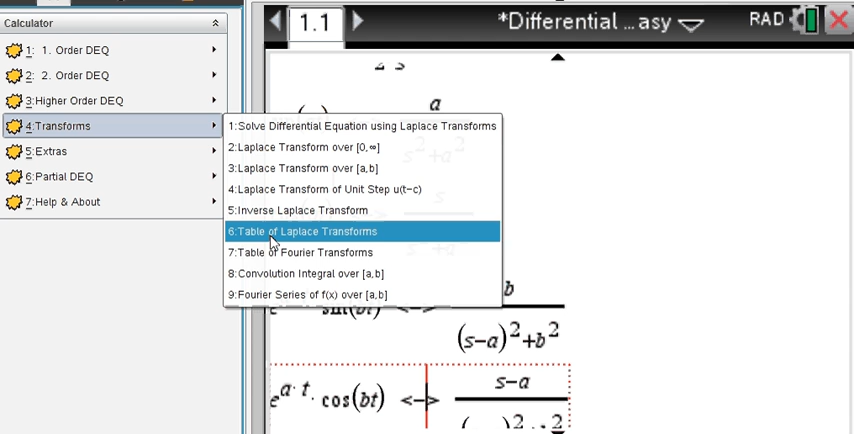 Calculator
1: 1. Order DEQ
2: 2. Order DEQ
3:Higher Order DEQ
4:Transforms
5:Extras
6:Partial DEQ
7:Help & About
1:Solve Differential Equation using Laplace Transforms
2:Laplace Transform over [0,∞]
3:Laplace Transform over [a,b]
4:Laplace Transform of Unit Step u(t-c)
5:Inverse Laplace Transform
6:Table of Laplace Transforms
7:Table of Fourier Transforms
8:Convolution Integral over [a,b]
9:Fourier Series of f(x) over [a,b]
1.1
*Differential ...asy
RAD
a
s²+a²
s
s²+a²
b
(s-a)²+b²
e^a·t· cos(bt) <-> s-a